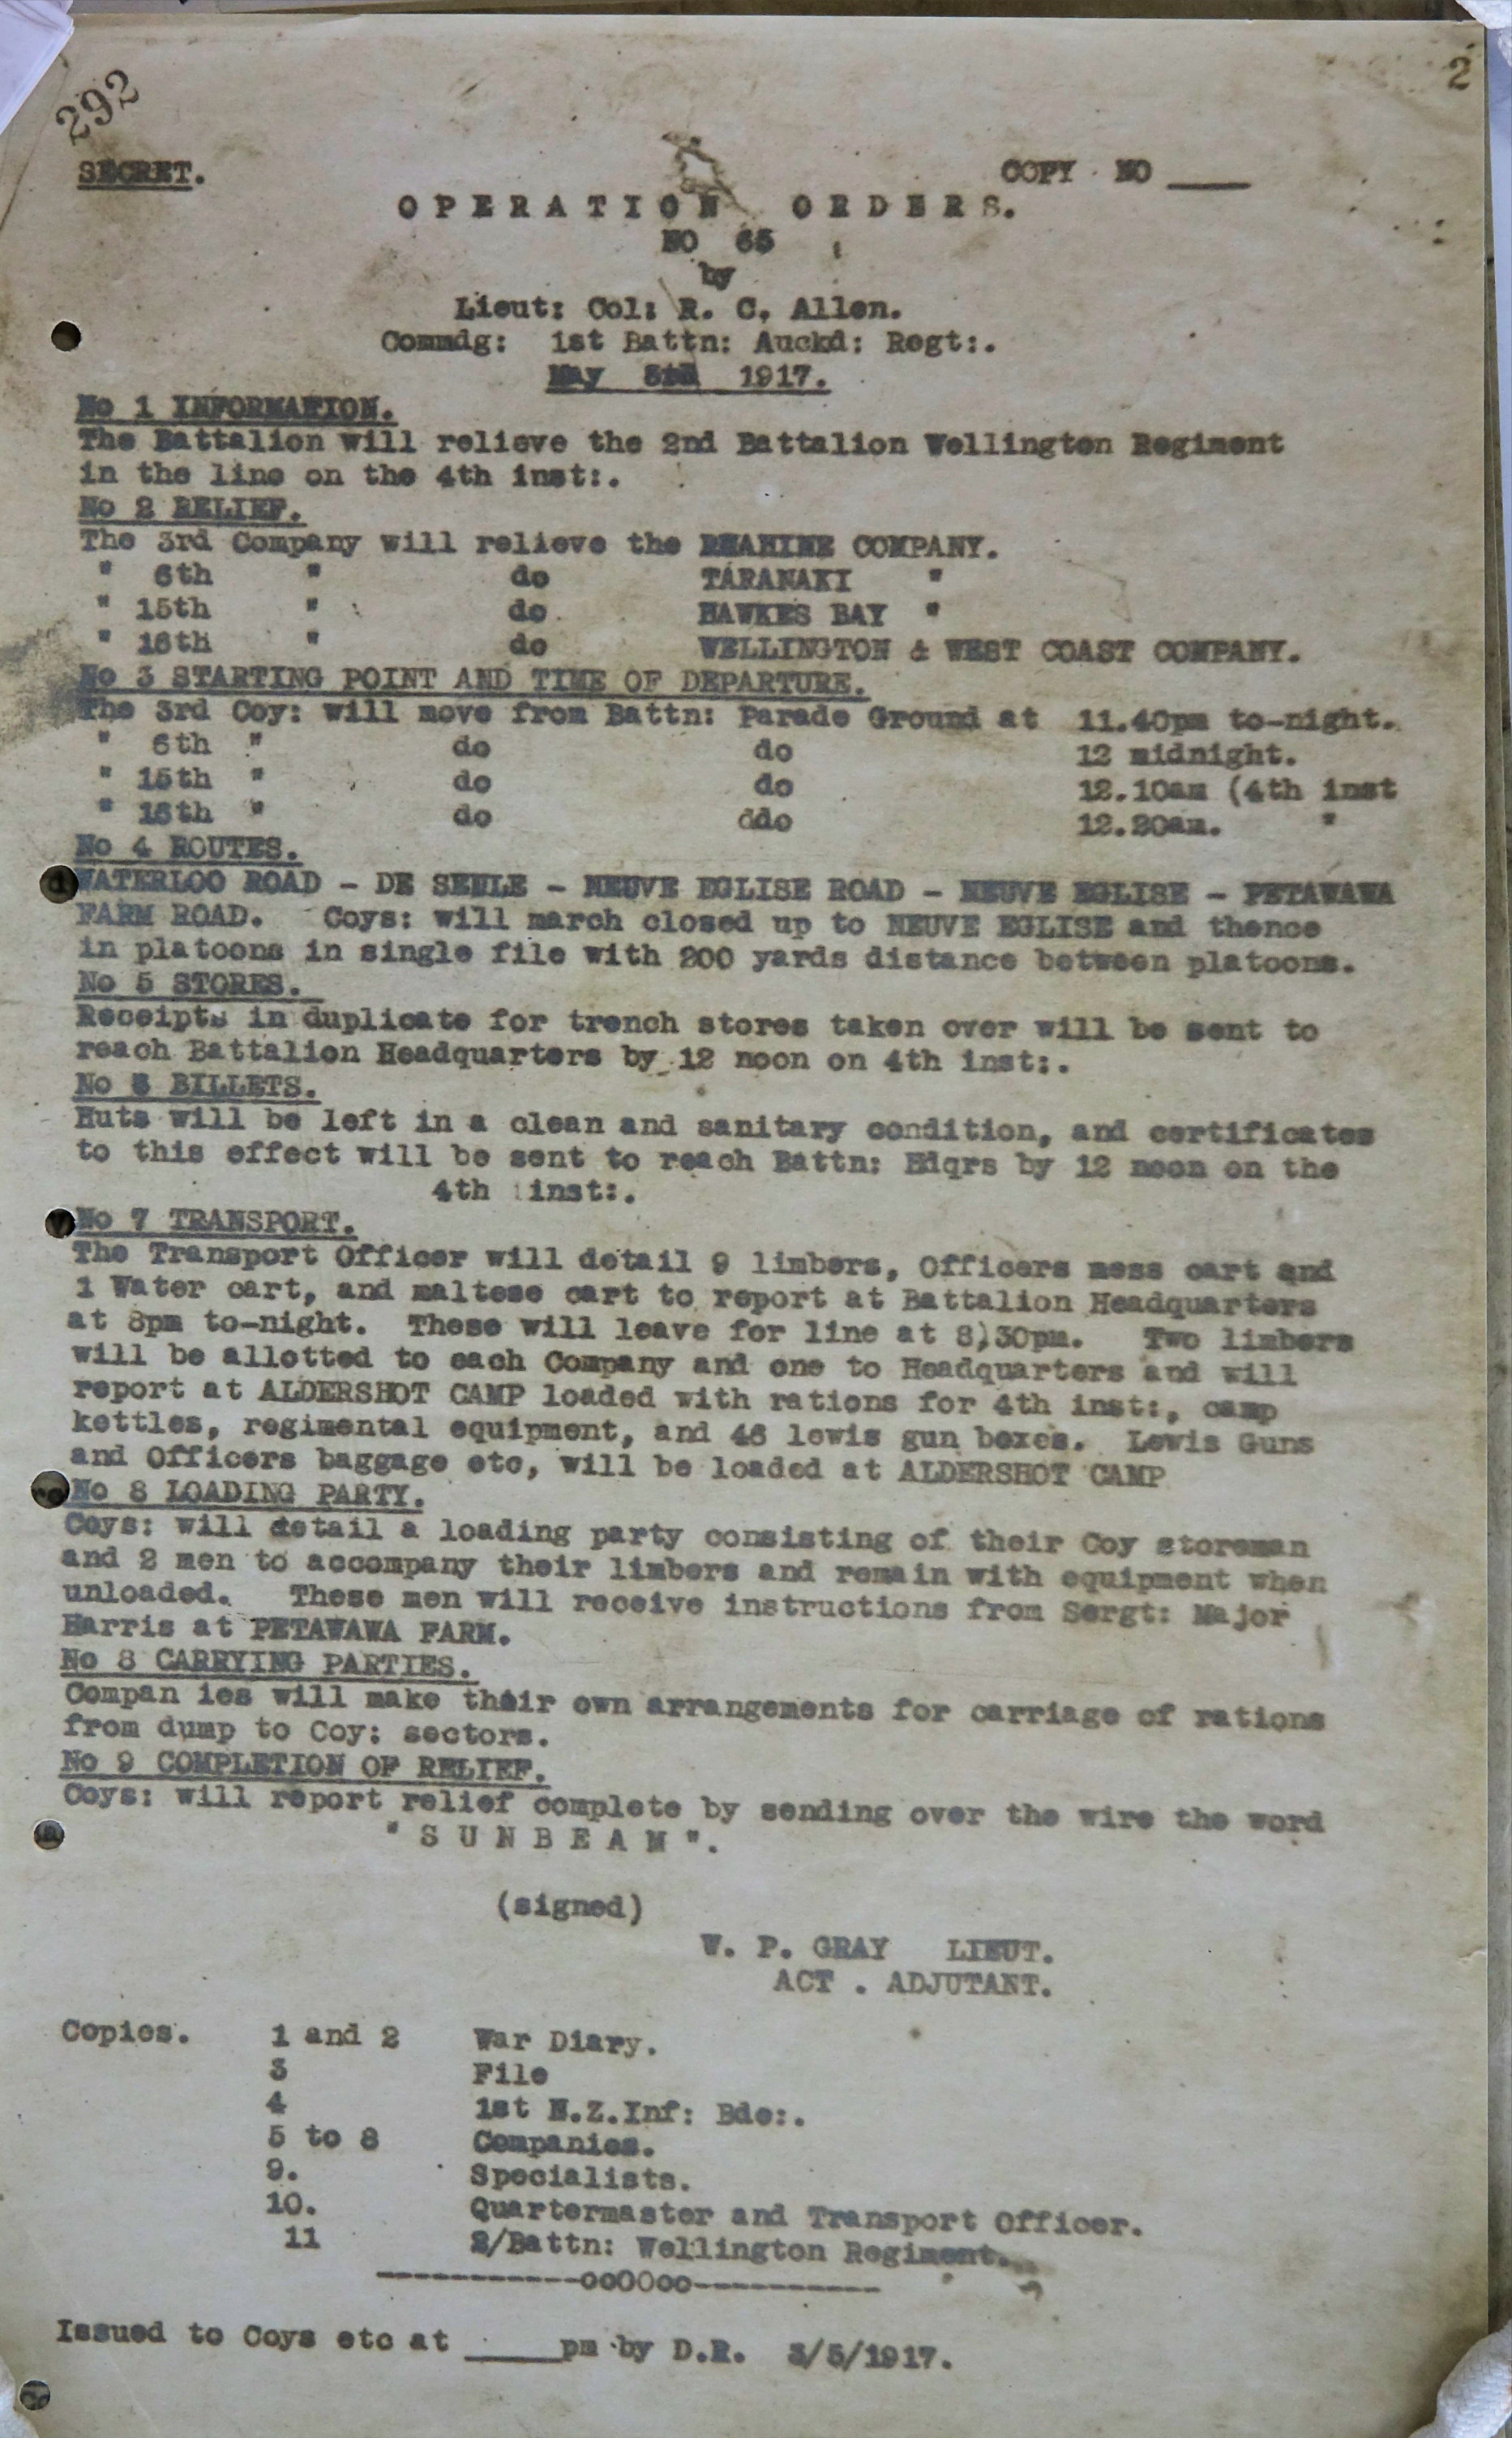 292
2
SECRET.
COPY NO ____
OPERATION ORDERS.
NO 65
by
Lieut: Col: R. C. Allen.
Commdg: 1st Battn: Auckd: Regt:.
May 3rd 1917.
No 1 INFORMATION.
The Battalion will relieve the 2nd Battalion Wellington Regiment
in the line on the 4th inst:.
No 2 RELIEF.
The 3rd Company will relieve the RUAHINE COMPANY.
" 6th " do TARANAKI "
" 15th " do HAWKES BAY "
" 16th " do WELLINGTON & WEST COAST COMPANY.
No 3 STARTING POINT AND TIME OF DEPARTURE.
The 3rd Coy: will move from Battn: Parade Ground at 11.40pm to-night.
" 6th " do do 12 midnight.
" 15th " do do 12.10am (4th inst
" 16th " do ddo 12.20am. "
No 4 ROUTES.
WATERLOO ROAD - DE SEULE - NEUVE EGLISE ROAD - NEUVE EGLISE - PETAWAWA
FARM ROAD. Coys: will march closed up to NEUVE EGLISE and thence
in platoons in single file with 200 yards distance between platoons.
No 5 STORES.
Receipts in duplicate for trench stores taken over will be sent to
reach Battalion Headquarters by 12 noon on 4th inst:.
No 6 BILLETS.
Huts will be left in a clean and sanitary condition, and certificates
to this effect will be sent to reach Battn: Hdqrs by 12 noon on the
4th inst:.
No 7 TRANSPORT.
The Transport Officer will detail 9 limbers, Officers mess cart and
1 Water cart, and maltese cart to report at Battalion Headquarters
at 8pm to-night. These will leave for line at 8)30pm. Two limbers
will be allotted to each Company and one to Headquarters and will
report at ALDERSHOT CAMP loaded with rations for 4th inst:, camp
kettles, regimental equipment, and 46 lewis gun boxes. Lewis Guns
and Officers baggage etc, will be loaded at ALDERSHOT CAMP
No 8 LOADING PARTY.
Coys: will detail a loading party consisting of their Coy storeman
and 2 men to accompany their limbers and remain with equipment when
unloaded. These men will receive instructions from Sergt: Major
Harris at PETAWAWA FARM.
No 8 CARRYING PARTIES.
Compan ies will make their own arrangements for carriage of rations
from dump to Coy: sectors.
No 9 COMPLETION OF RELIEF.
Coys: will report relief complete by sending over the wire the word
"SUNBEAM".
(signed)
W. P. GRAY LIEUT.
ACT . ADJUTANT.
Copies. 1 and 2 War Diary.
3 File
4 1st N.Z.Inf: Bde:.
5 to 8 Companies.
9. Specialists.
10. Quartermaster and Transport Officer.
11 2/Battn: Wellington Regiment.
-----------ooOOoo----------
Issued to Coys etc at _____pm by D.R. 3/5/1917.